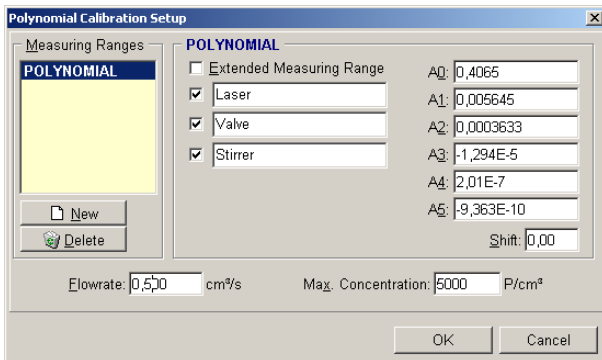 Polynomial Calibration Setup
Measuring Ranges
POLYNOMIAL
New
Delete
POLYNOMIAL
Extended Measuring Range
Laser
Valve
Stirrer
A0: 0,4065
A1: 0,005645
A2: 0,0003633
A3: -1,294E-5
A4: 2,01E-7
A5: -9,363E-10
Shift: 0,00
Flowrate: 0,500 cm³/s
Max. Concentration: 5000 P/cm³
OK
Cancel